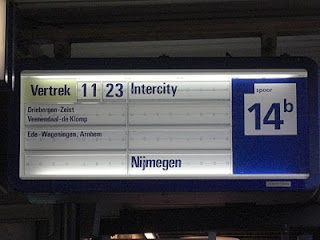 Vertrek 11 23 Intercity
Driebergen-Zeist
Veenendaal-de Klomp
Ede-Wageningen, Arnhem
Nijmegen
spoor
14b